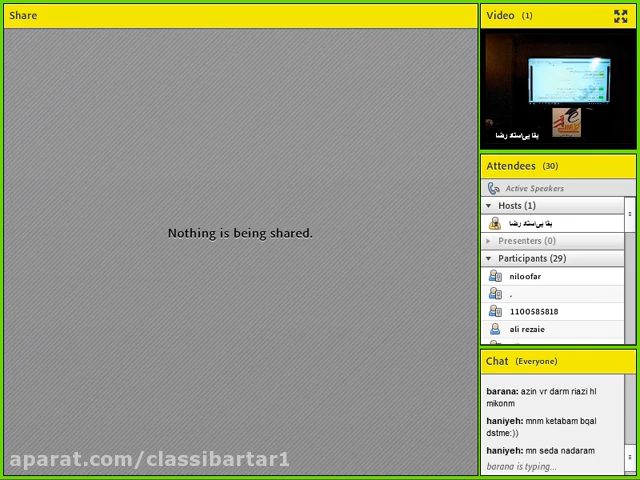 Share
Nothing is being shared.
aparat.com/classibartar1
Video (1)
بقا یی‌استاد رضا
Attendees (30)
Active Speakers
Hosts (1)
بقا یی‌استاد رضا
Presenters (0)
Participants (29)
niloofar
.
1100585818
ali rezaie
Chat (Everyone)
barana: azin vr darm riazi hl
mikonm
haniyeh: mnm ketabam bqal
dstme:))
haniyeh: mn seda nadaram
barana is typing...